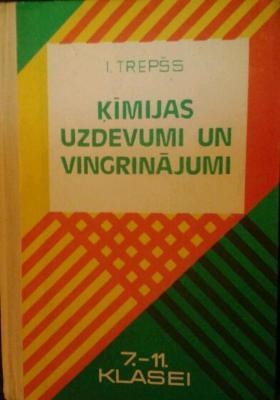 I. TREPŠS
ĶĪMIJAS
UZDEVUMI UN
VINGRINĀJUMI
7.-11.
KLASEI